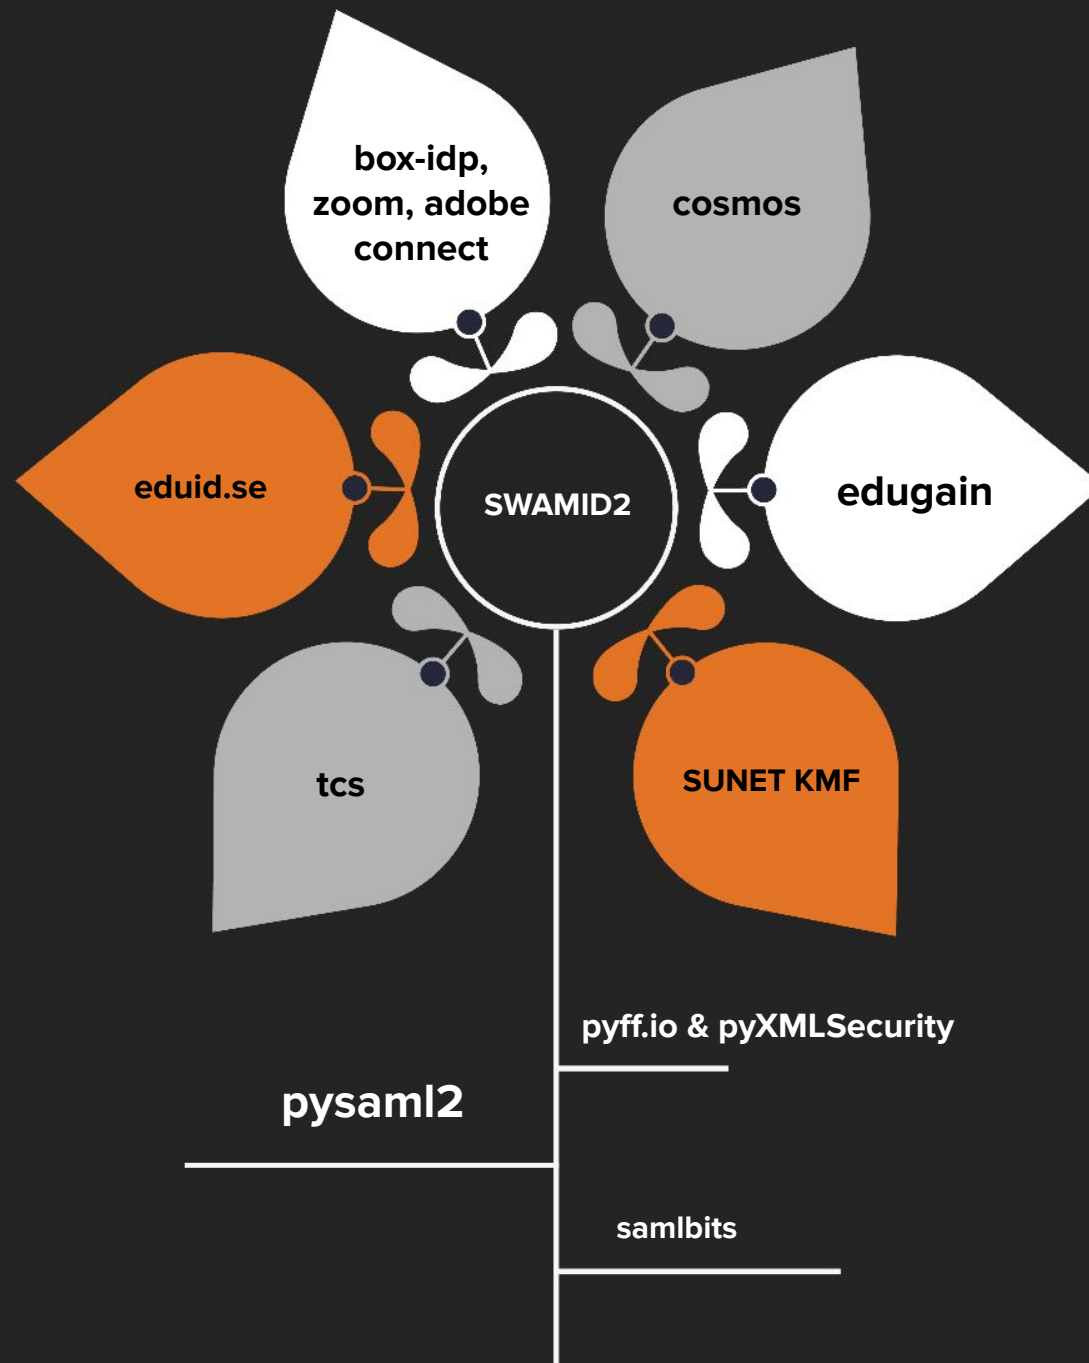 box-idp,
zoom, adobe
connect
cosmos
eduid.se
SWAMID2
edugain
tcs
SUNET KMF
pyff.io & pyXMLSecurity
pysaml2
samlbits